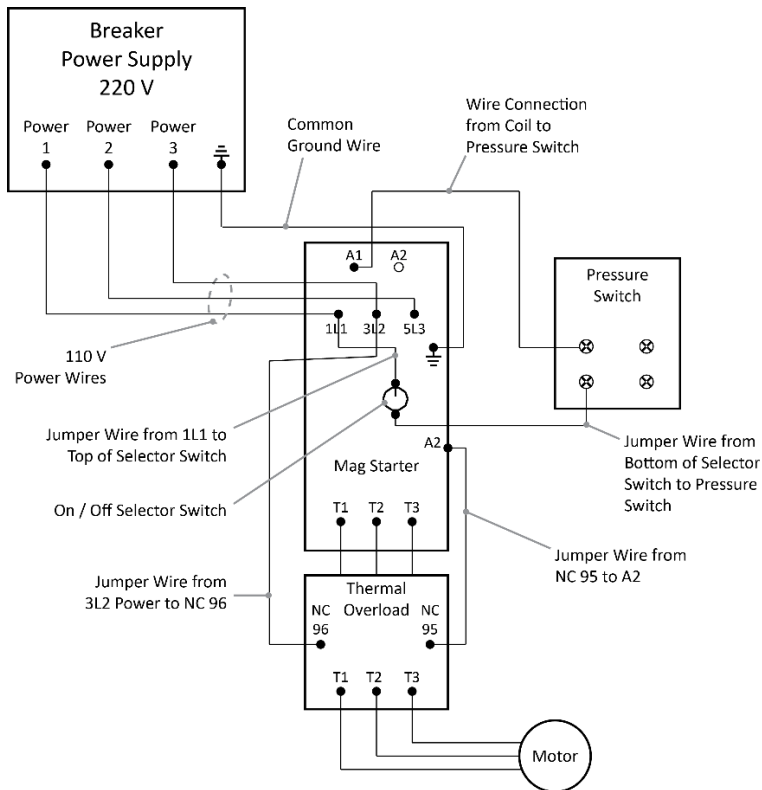 Breaker
Power Supply
220 V
Power
1
Power
2
Power
3
Common
Ground Wire
Wire Connection
from Coil to
Pressure Switch
A1
A2
Pressure
Switch
1L1
3L2
5L3
110 V
Power Wires
Jumper Wire from 1L1 to
Top of Selector Switch
A2
Mag Starter
Jumper Wire from
Bottom of Selector
Switch to Pressure
Switch
On / Off Selector Switch
T1
T2
T3
Jumper Wire from
NC 95 to A2
Jumper Wire from
3L2 Power to NC 96
Thermal
Overload
NC
96
NC
95
T1
T2
T3
Motor